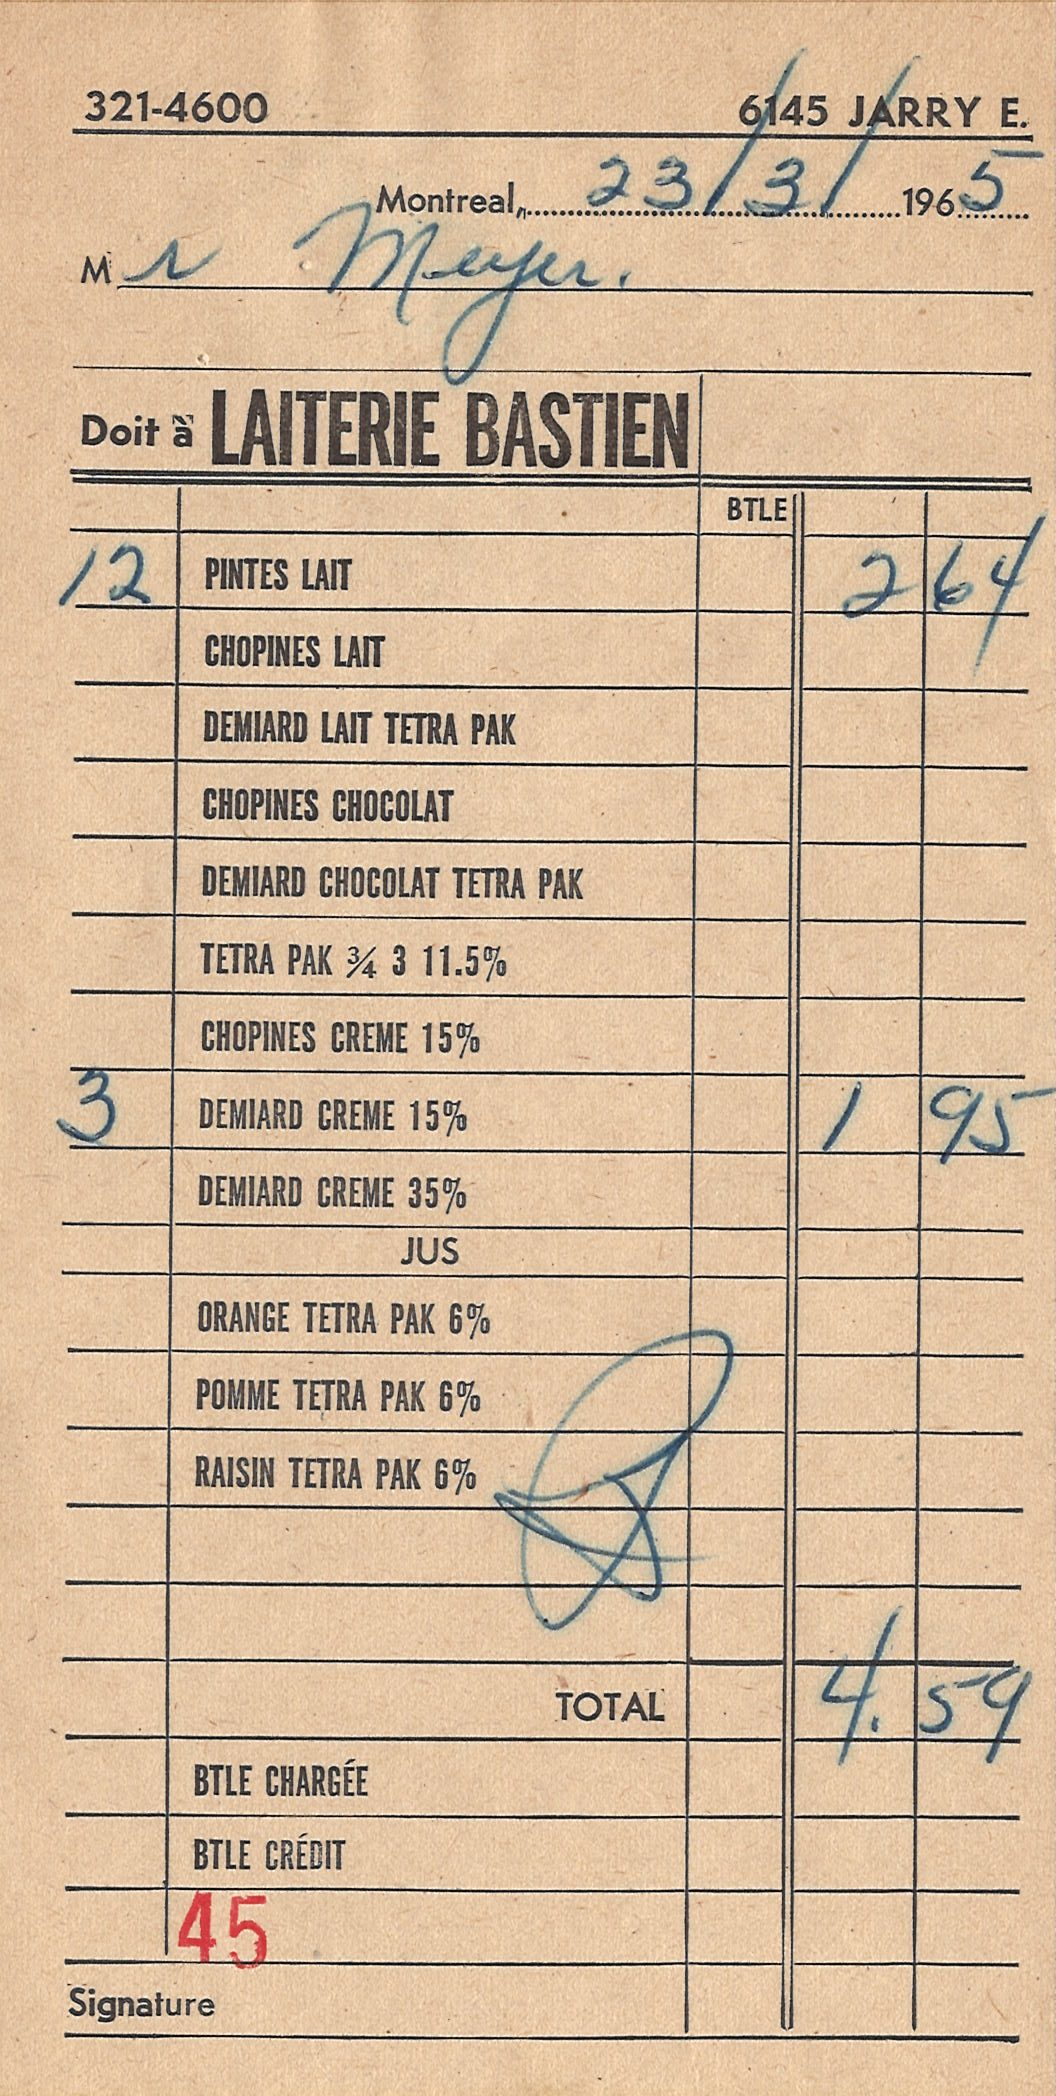 321-4600 6145 JARRY E.
Montreal, 23/3/ 1965
Mr Meyer.
Doit à LAITERIE BASTIEN
BTLE
12 PINTES LAIT 2 64
CHOPINES LAIT
DEMIARD LAIT TETRA PAK
CHOPINES CHOCOLAT
DEMIARD CHOCOLAT TETRA PAK
TETRA PAK ¾ 3 11.5%
CHOPINES CREME 15%
3 DEMIARD CREME 15% 1 95
DEMIARD CREME 35%
JUS
ORANGE TETRA PAK 6%
POMME TETRA PAK 6%
RAISIN TETRA PAK 6%
TOTAL 4. 59
BTLE CHARGÉE
BTLE CRÉDIT
45
Signature